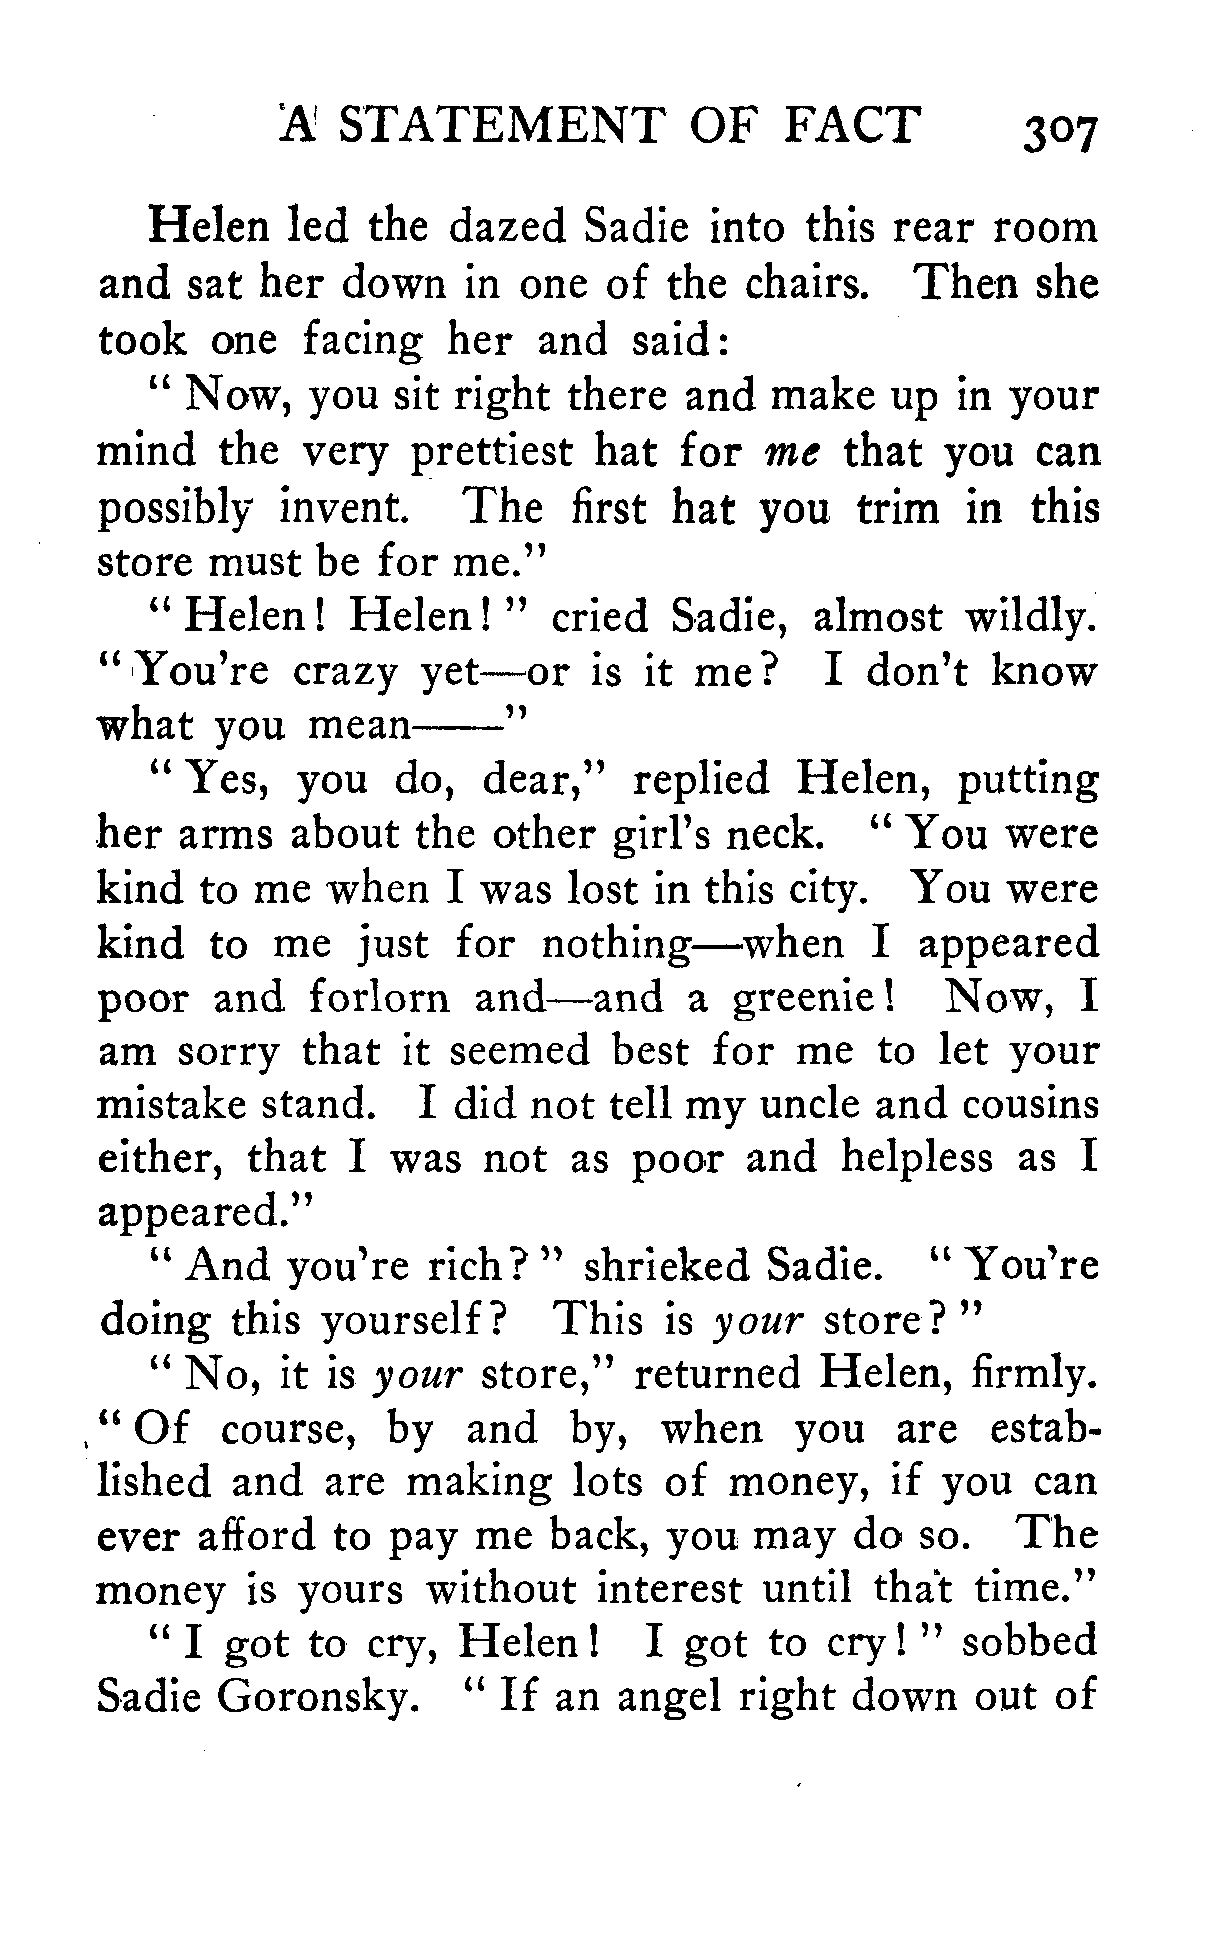 A STATEMENT OF FACT 307
Helen led the dazed Sadie into this rear room
and sat her down in one of the chairs. Then she
took one facing her and said:
“ Now, you sit right there and make up in your
mind the very prettiest hat for me that you can
possibly invent. The first hat you trim in this
store must be for me.”
“ Helen! Helen! ” cried Sadie, almost wildly.
“ You’re crazy yet—or is it me? I don’t know
what you mean——”
“ Yes, you do, dear,” replied Helen, putting
her arms about the other girl’s neck. “ You were
kind to me when I was lost in this city. You were
kind to me just for nothing—when I appeared
poor and forlorn and—and a greenie! Now, I
am sorry that it seemed best for me to let your
mistake stand. I did not tell my uncle and cousins
either, that I was not as poor and helpless as I
appeared.”
“ And you’re rich? ” shrieked Sadie. “ You’re
doing this yourself? This is your store? ”
“ No, it is your store,” returned Helen, firmly.
“ Of course, by and by, when you are estab-
lished and are making lots of money, if you can
ever afford to pay me back, you may do so. The
money is yours without interest until that time.”
“ I got to cry, Helen! I got to cry! ” sobbed
Sadie Goronsky. “ If an angel right down out of